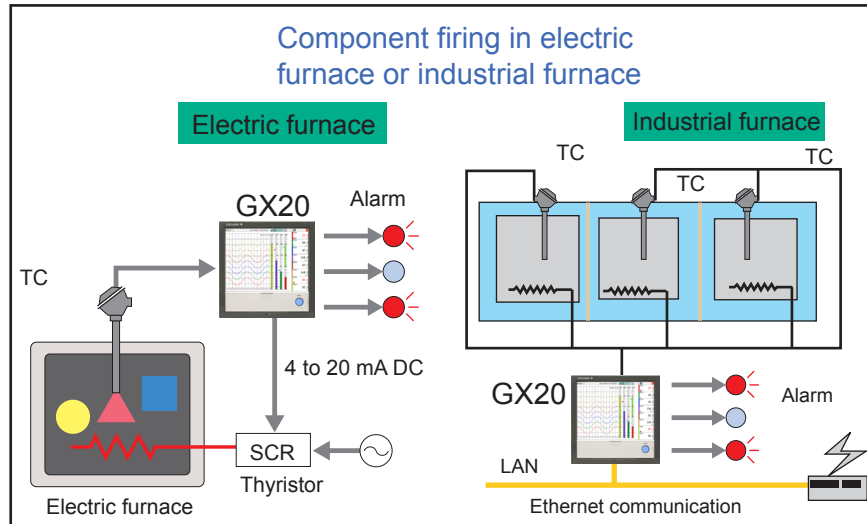 Component firing in electric
furnace or industrial furnace
Electric furnace
TC
GX20
Alarm
4 to 20 mA DC
SCR
Thyristor
Electric furnace
Industrial furnace
TC
TC
TC
GX20
Alarm
LAN
Ethernet communication